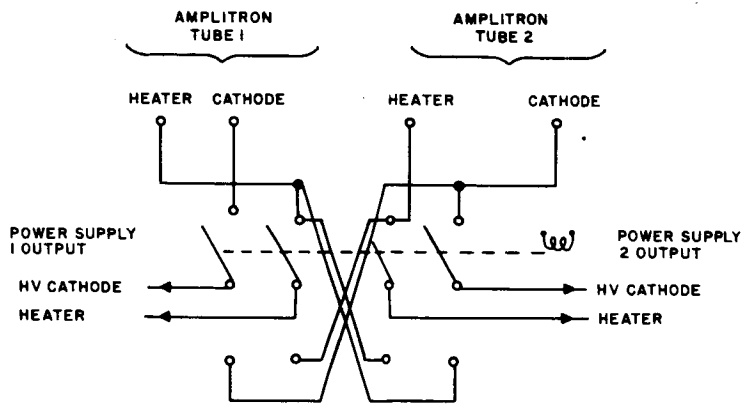 AMPLITRON
TUBE 1
AMPLITRON
TUBE 2
HEATER CATHODE
HEATER CATHODE
POWER SUPPLY
1 OUTPUT
POWER SUPPLY
2 OUTPUT
HV CATHODE
HV CATHODE
HEATER
HEATER